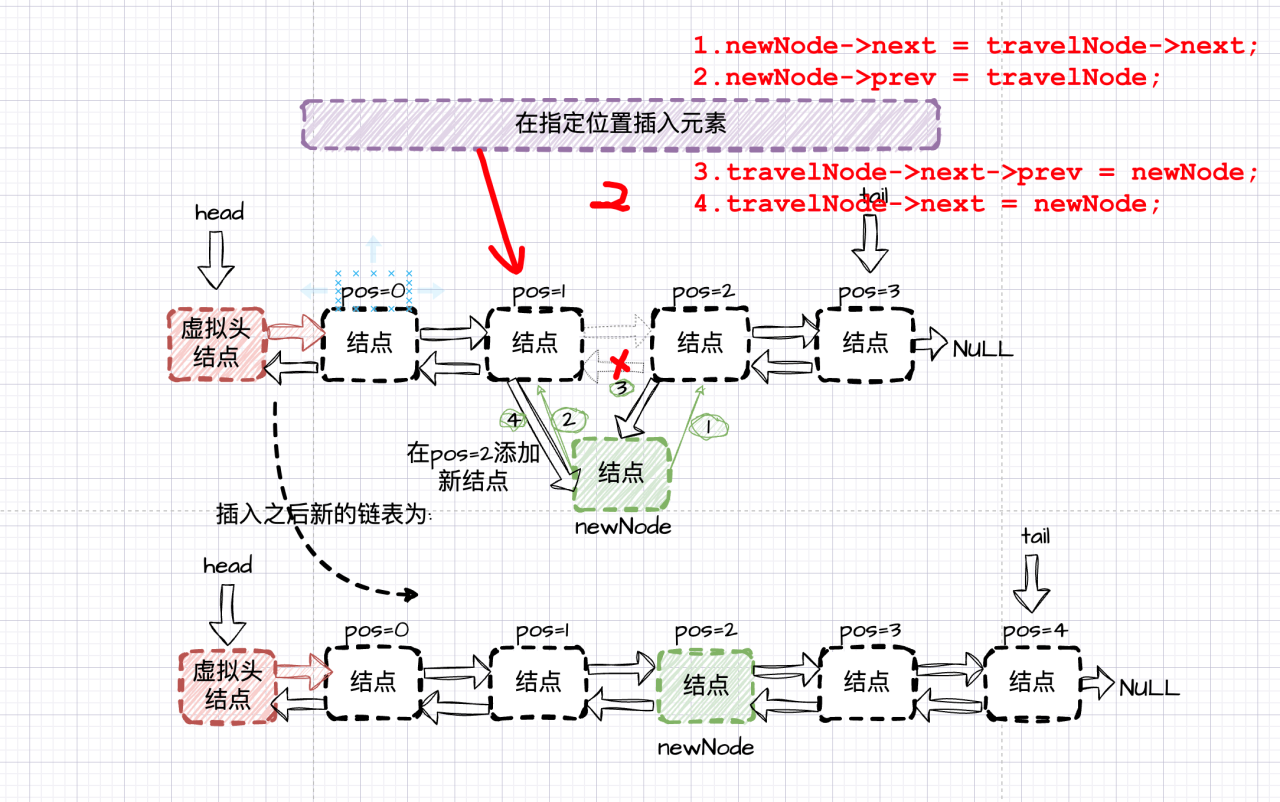 1.newNode->next = travelNode->next;
2.newNode->prev = travelNode;
在指定位置插入元素
3.travelNode->next->prev = newNode;
2
tail
4.travelNode->next = newNode;
head
pos=0
pos=1
pos=2
pos=3
虚拟头
结点
结点
结点
结点
结点
NULL
3
4
2
1
在pos=2添加
新结点
结点
newNode
插入之后新的链表为:
tail
head
pos=0
pos=1
pos=2
pos=3
pos=4
虚拟头
结点
结点
结点
结点
结点
结点
NULL
newNode